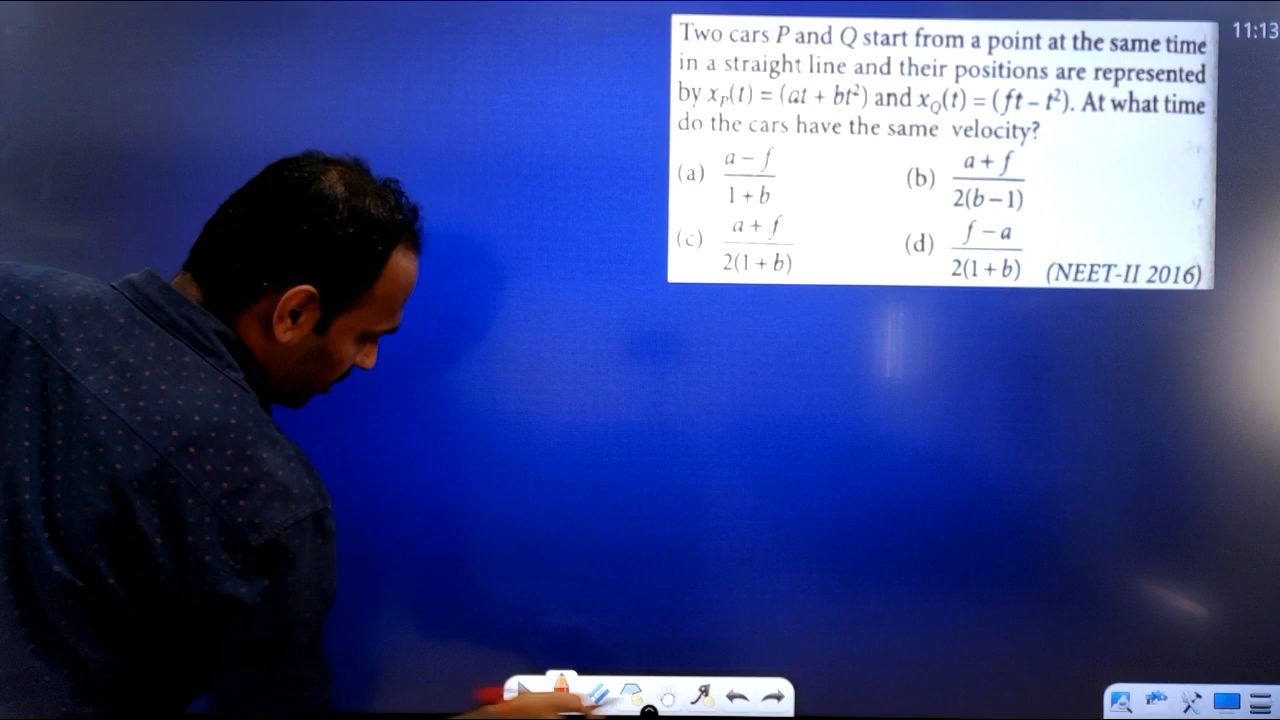 11:13
Two cars P and Q start from a point at the same time
in a straight line and their positions are represented
by x_P(t) = (at + bt²) and x_Q(t) = (ft – t²). At what time
do the cars have the same velocity?
(a) (a – f)/(1 + b) (b) (a + f)/(2(b – 1))
(c) (a + f)/(2(1 + b)) (d) (f – a)/(2(1 + b)) (NEET-II 2016)